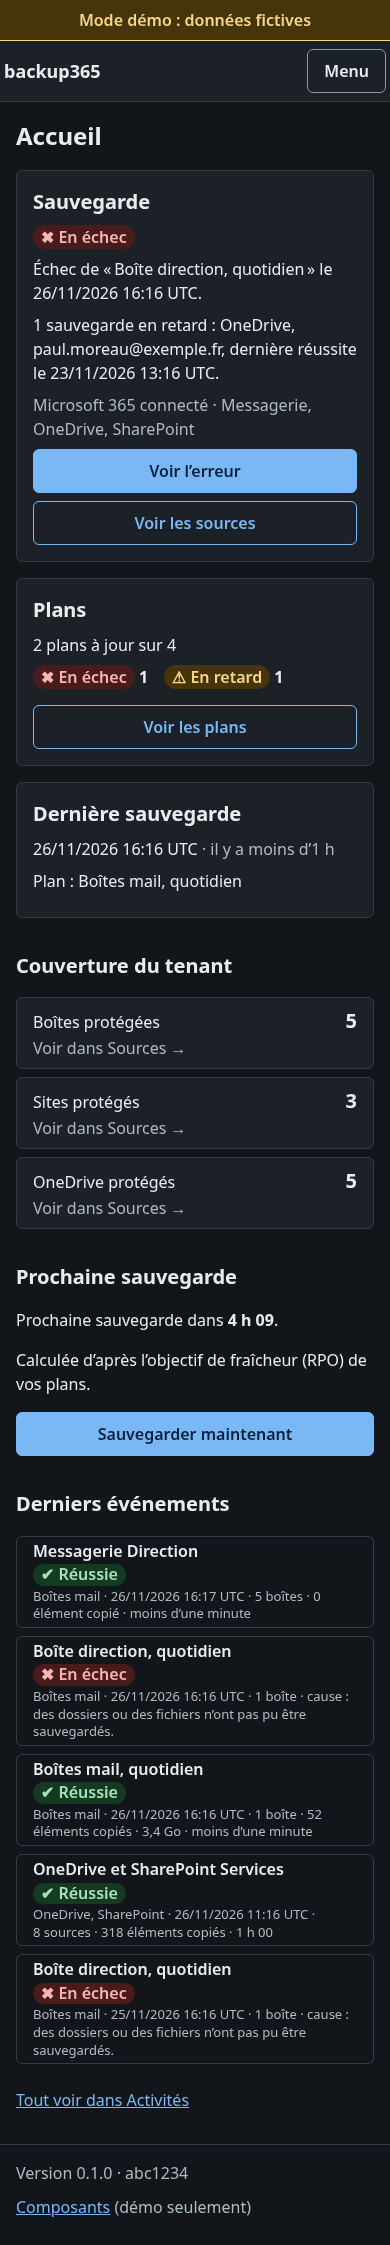 Mode démo : données fictives
backup365
Menu
Accueil
Sauvegarde
✖ En échec
Échec de « Boîte direction, quotidien » le
26/11/2026 16:16 UTC.
1 sauvegarde en retard : OneDrive,
paul.moreau@exemple.fr, dernière réussite
le 23/11/2026 13:16 UTC.
Microsoft 365 connecté · Messagerie,
OneDrive, SharePoint
Voir l’erreur
Voir les sources
Plans
2 plans à jour sur 4
✖ En échec 1 ⚠ En retard 1
Voir les plans
Dernière sauvegarde
26/11/2026 16:16 UTC · il y a moins d’1 h
Plan : Boîtes mail, quotidien
Couverture du tenant
Boîtes protégées 5
Voir dans Sources →
Sites protégés 3
Voir dans Sources →
OneDrive protégés 5
Voir dans Sources →
Prochaine sauvegarde
Prochaine sauvegarde dans 4 h 09.
Calculée d’après l’objectif de fraîcheur (RPO) de
vos plans.
Sauvegarder maintenant
Derniers événements
Messagerie Direction
✔ Réussie
Boîtes mail · 26/11/2026 16:17 UTC · 5 boîtes · 0
élément copié · moins d’une minute
Boîte direction, quotidien
✖ En échec
Boîtes mail · 26/11/2026 16:16 UTC · 1 boîte · cause :
des dossiers ou des fichiers n’ont pas pu être
sauvegardés.
Boîtes mail, quotidien
✔ Réussie
Boîtes mail · 26/11/2026 16:16 UTC · 1 boîte · 52
éléments copiés · 3,4 Go · moins d’une minute
OneDrive et SharePoint Services
✔ Réussie
OneDrive, SharePoint · 26/11/2026 11:16 UTC ·
8 sources · 318 éléments copiés · 1 h 00
Boîte direction, quotidien
✖ En échec
Boîtes mail · 25/11/2026 16:16 UTC · 1 boîte · cause :
des dossiers ou des fichiers n’ont pas pu être
sauvegardés.
Tout voir dans Activités
Version 0.1.0 · abc1234
Composants (démo seulement)